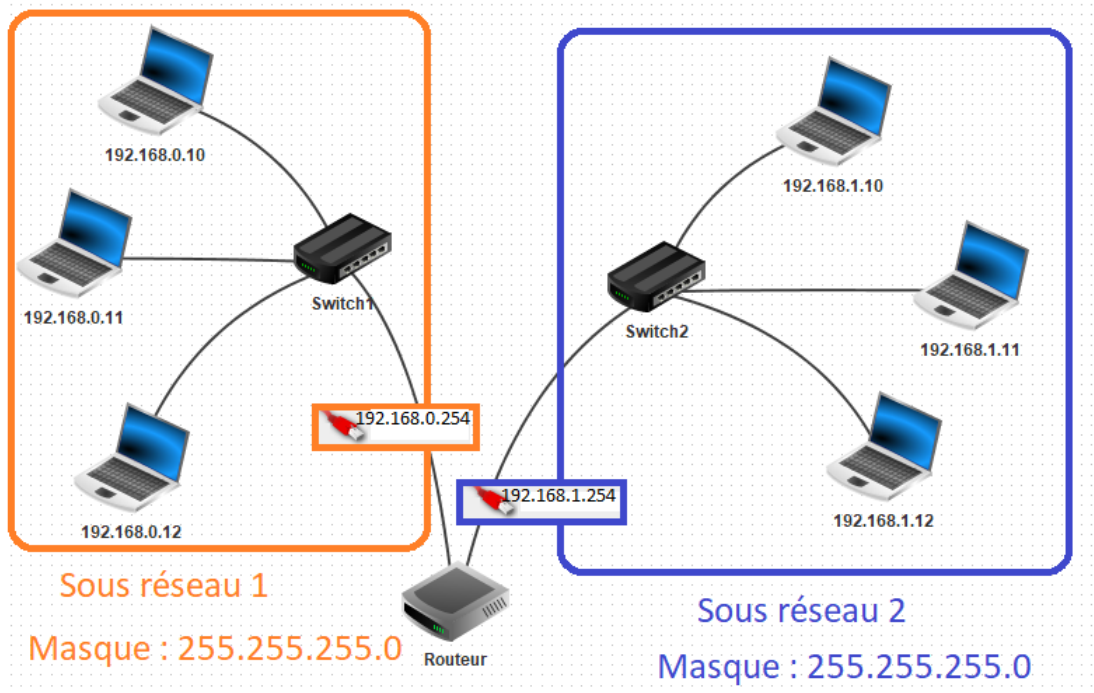 192.168.0.10
192.168.0.11
Switch1
192.168.0.12
192.168.0.254
Sous réseau 1
Masque : 255.255.255.0
192.168.1.10
Switch2
192.168.1.11
192.168.1.12
192.168.1.254
Routeur
Sous réseau 2
Masque : 255.255.255.0